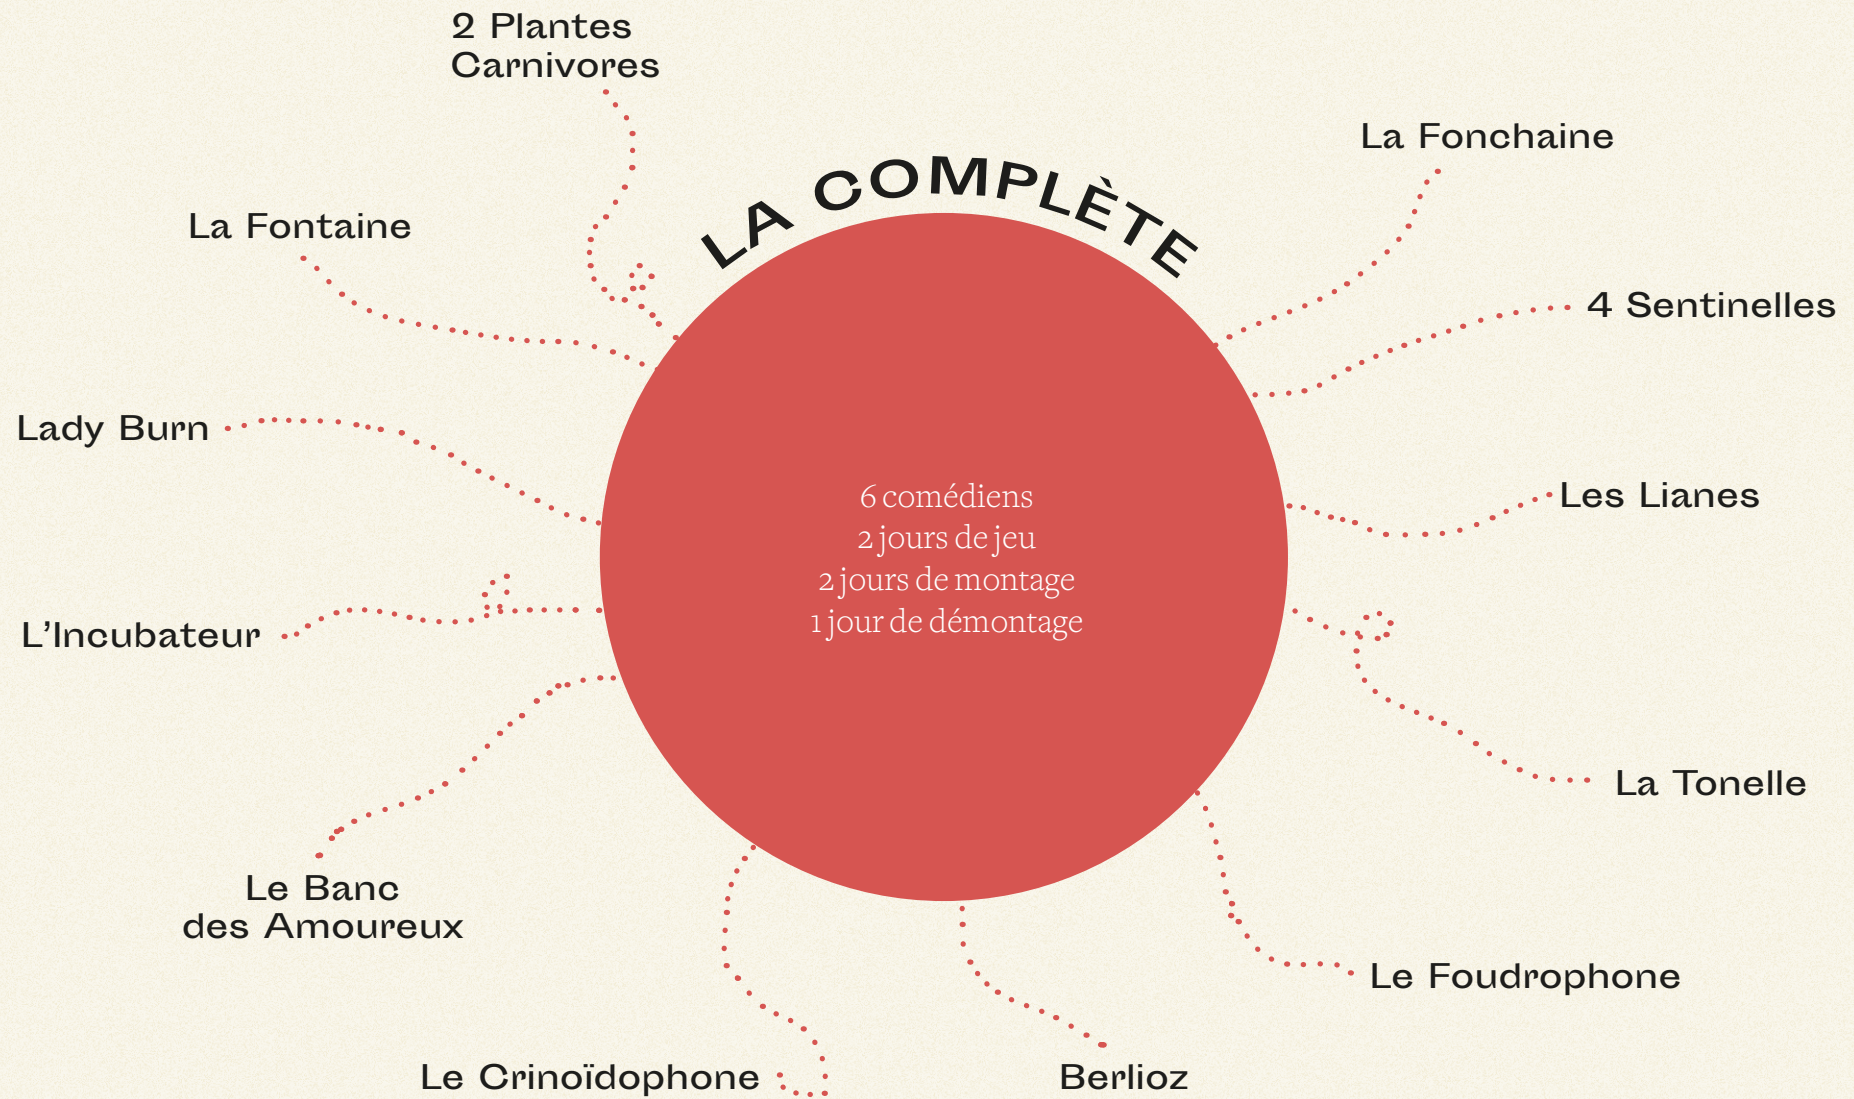 2 Plantes
Carnivores
La Fonchaine
LA COMPLÈTE
La Fontaine
4 Sentinelles
Lady Burn
Les Lianes
6 comédiens
2 jours de jeu
2 jours de montage
1 jour de démontage
L’Incubateur
La Tonelle
Le Banc
des Amoureux
Le Foudrophone
Le Crinoïdophone
Berlioz